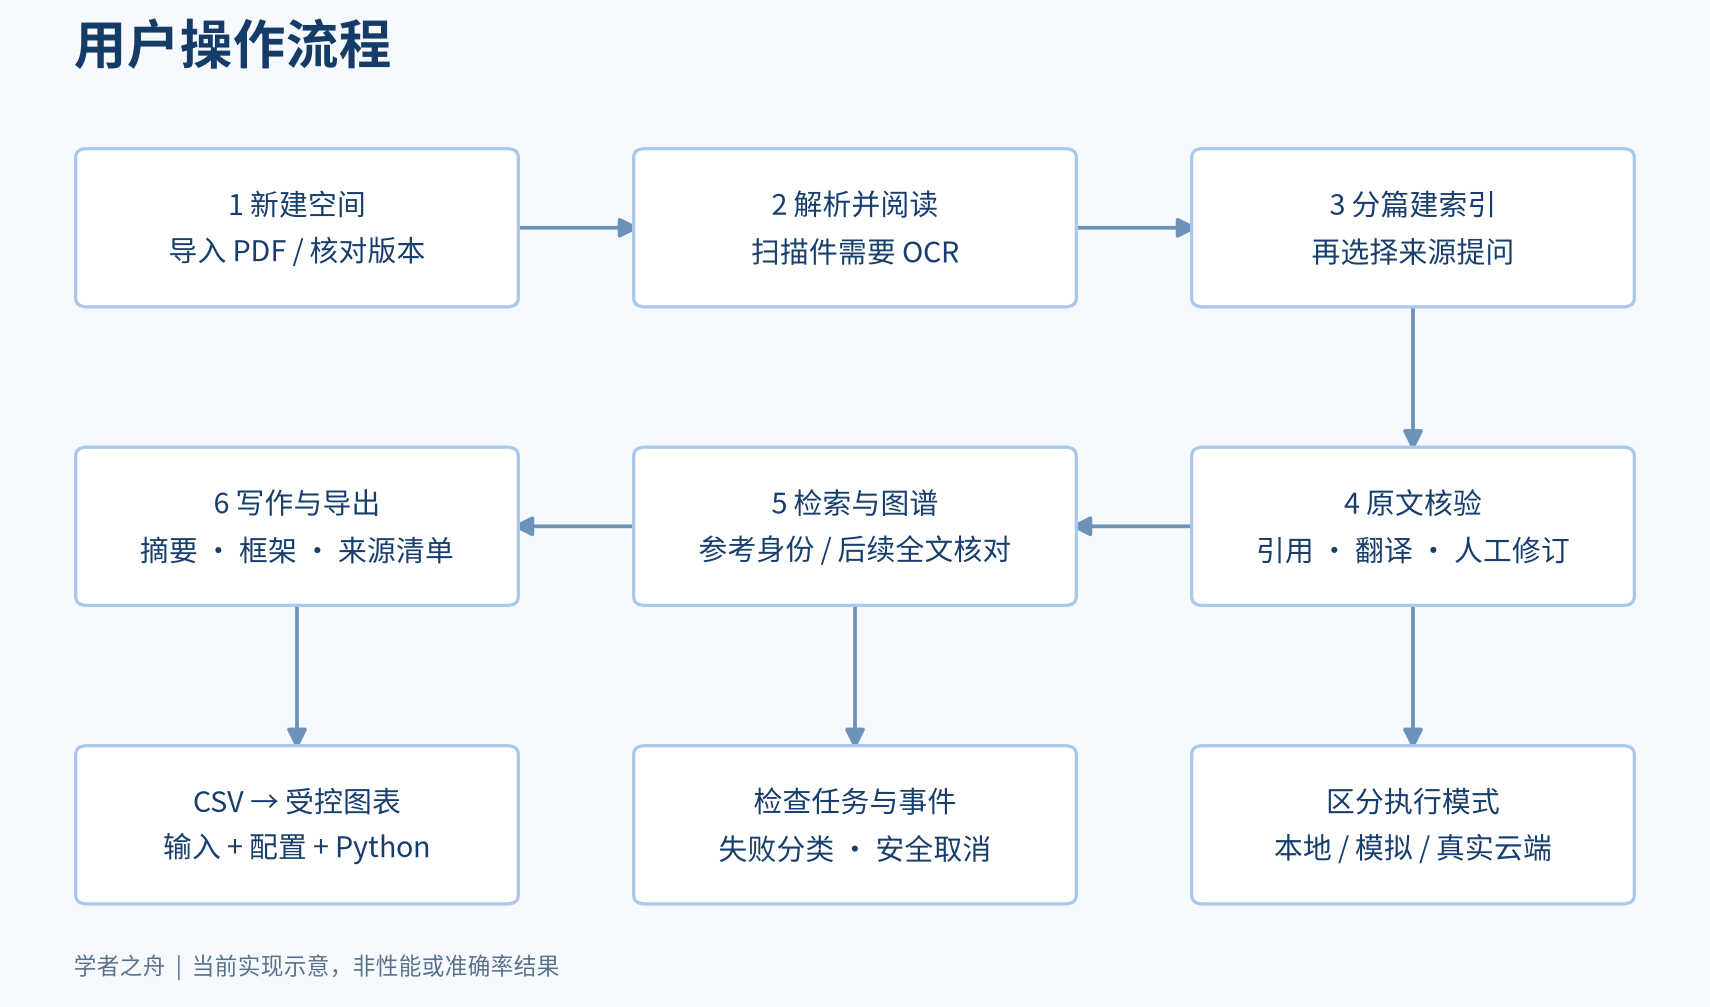 用户操作流程
1 新建空间
导入 PDF / 核对版本
2 解析并阅读
扫描件需要 OCR
3 分篇建索引
再选择来源提问
4 原文核验
引用 • 翻译 • 人工修订
5 检索与图谱
参考身份 / 后续全文核对
6 写作与导出
摘要 • 框架 • 来源清单
CSV → 受控图表
输入 + 配置 + Python
检查任务与事件
失败分类 • 安全取消
区分执行模式
本地 / 模拟 / 真实云端
学者之舟 | 当前实现示意，非性能或准确率结果